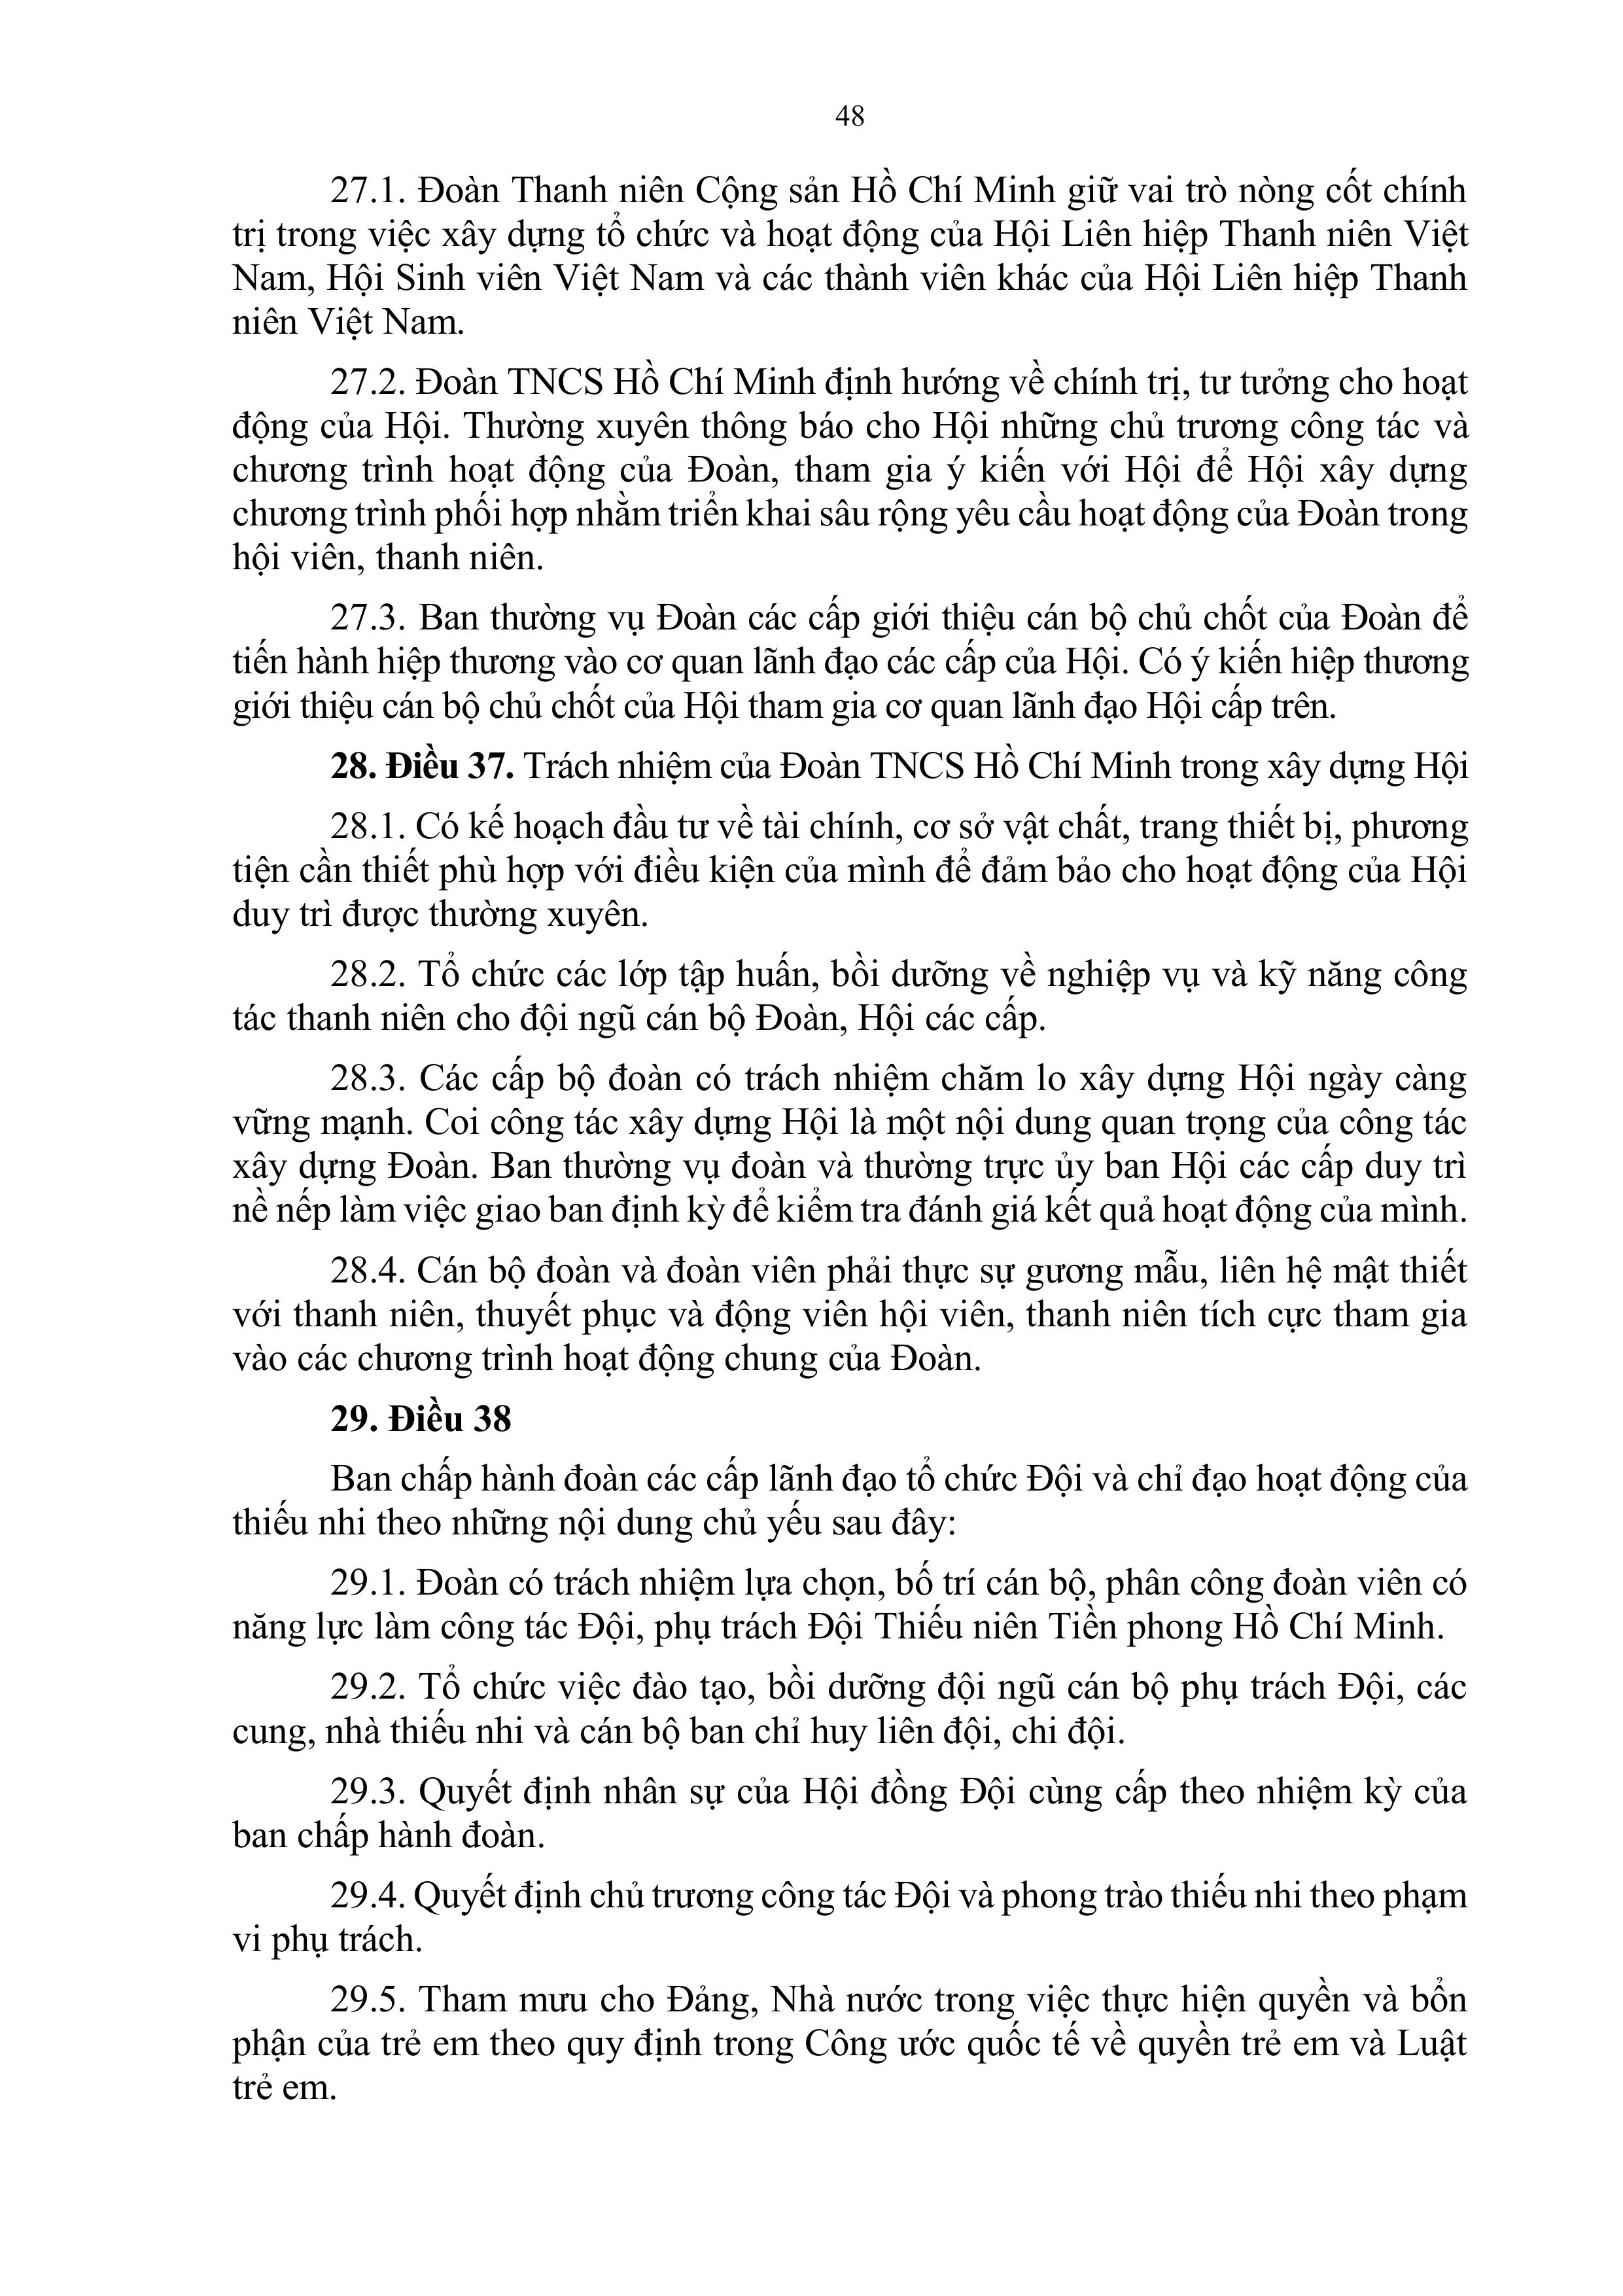 48
27.1. Đoàn Thanh niên Cộng sản Hồ Chí Minh giữ vai trò nòng cốt chính
trị trong việc xây dựng tổ chức và hoạt động của Hội Liên hiệp Thanh niên Việt
Nam, Hội Sinh viên Việt Nam và các thành viên khác của Hội Liên hiệp Thanh
niên Việt Nam.
27.2. Đoàn TNCS Hồ Chí Minh định hướng về chính trị, tư tưởng cho hoạt
động của Hội. Thường xuyên thông báo cho Hội những chủ trương công tác và
chương trình hoạt động của Đoàn, tham gia ý kiến với Hội để Hội xây dựng
chương trình phối hợp nhằm triển khai sâu rộng yêu cầu hoạt động của Đoàn trong
hội viên, thanh niên.
27.3. Ban thường vụ Đoàn các cấp giới thiệu cán bộ chủ chốt của Đoàn để
tiến hành hiệp thương vào cơ quan lãnh đạo các cấp của Hội. Có ý kiến hiệp thương
giới thiệu cán bộ chủ chốt của Hội tham gia cơ quan lãnh đạo Hội cấp trên.
28. Điều 37. Trách nhiệm của Đoàn TNCS Hồ Chí Minh trong xây dựng Hội
28.1. Có kế hoạch đầu tư về tài chính, cơ sở vật chất, trang thiết bị, phương
tiện cần thiết phù hợp với điều kiện của mình để đảm bảo cho hoạt động của Hội
duy trì được thường xuyên.
28.2. Tổ chức các lớp tập huấn, bồi dưỡng về nghiệp vụ và kỹ năng công
tác thanh niên cho đội ngũ cán bộ Đoàn, Hội các cấp.
28.3. Các cấp bộ đoàn có trách nhiệm chăm lo xây dựng Hội ngày càng
vững mạnh. Coi công tác xây dựng Hội là một nội dung quan trọng của công tác
xây dựng Đoàn. Ban thường vụ đoàn và thường trực ủy ban Hội các cấp duy trì
nề nếp làm việc giao ban định kỳ để kiểm tra đánh giá kết quả hoạt động của mình.
28.4. Cán bộ đoàn và đoàn viên phải thực sự gương mẫu, liên hệ mật thiết
với thanh niên, thuyết phục và động viên hội viên, thanh niên tích cực tham gia
vào các chương trình hoạt động chung của Đoàn.
29. Điều 38
Ban chấp hành đoàn các cấp lãnh đạo tổ chức Đội và chỉ đạo hoạt động của
thiếu nhi theo những nội dung chủ yếu sau đây:
29.1. Đoàn có trách nhiệm lựa chọn, bố trí cán bộ, phân công đoàn viên có
năng lực làm công tác Đội, phụ trách Đội Thiếu niên Tiền phong Hồ Chí Minh.
29.2. Tổ chức việc đào tạo, bồi dưỡng đội ngũ cán bộ phụ trách Đội, các
cung, nhà thiếu nhi và cán bộ ban chỉ huy liên đội, chi đội.
29.3. Quyết định nhân sự của Hội đồng Đội cùng cấp theo nhiệm kỳ của
ban chấp hành đoàn.
29.4. Quyết định chủ trương công tác Đội và phong trào thiếu nhi theo phạm
vi phụ trách.
29.5. Tham mưu cho Đảng, Nhà nước trong việc thực hiện quyền và bổn
phận của trẻ em theo quy định trong Công ước quốc tế về quyền trẻ em và Luật
trẻ em.